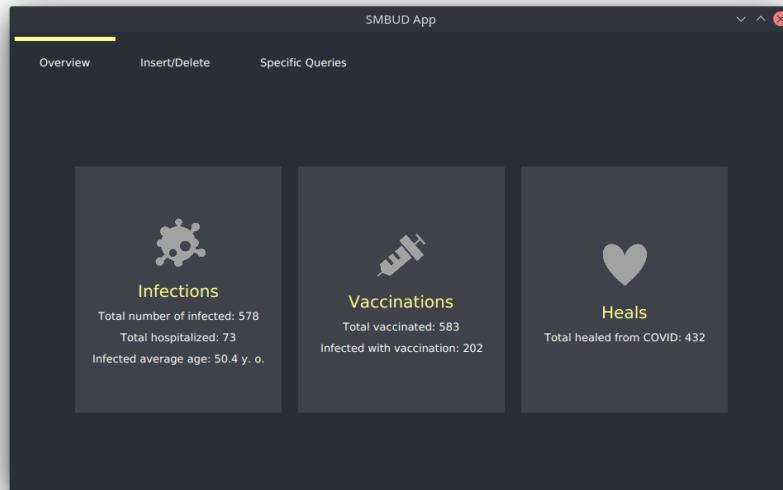 SMBUD App
Overview
Insert/Delete
Specific Queries
Infections
Total number of infected: 578
Total hospitalized: 73
Infected average age: 50.4 y. o.
Vaccinations
Total vaccinated: 583
Infected with vaccination: 202
Heals
Total healed from COVID: 432